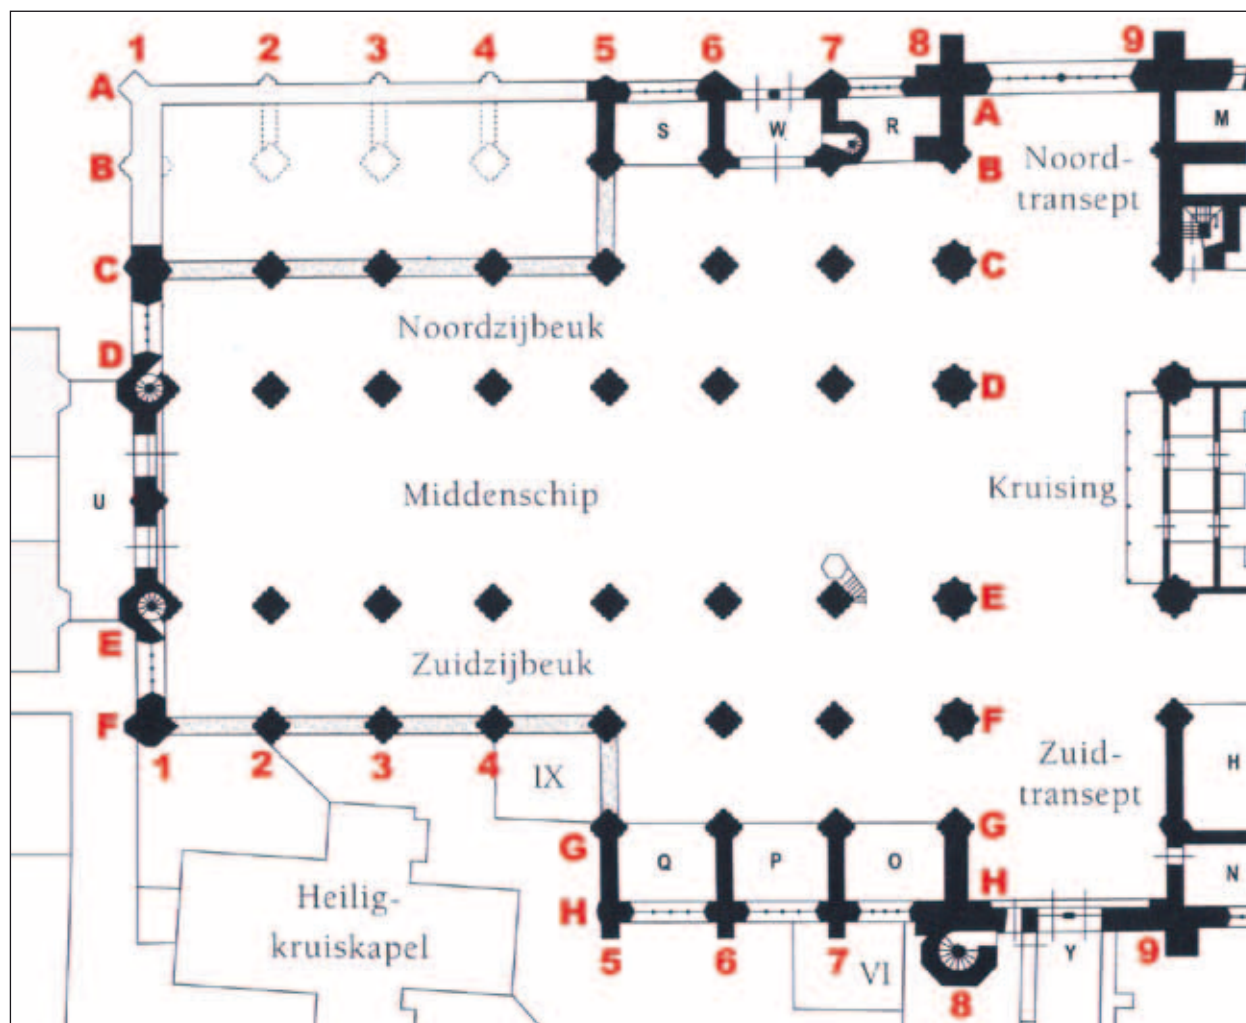 1 2 3 4 5 6 7 8 9
A
S W R A M
B B Noord-
transept
C C
Noordzijbeuk
D D
Middenschip Kruising
U
E E
Zuidzijbeuk
F F
1 2 3 4 IX Zuid-
transept H
G G
Q P O
Heilig-
kruiskapel
H H N
5 6 7 VI 8 Y 9